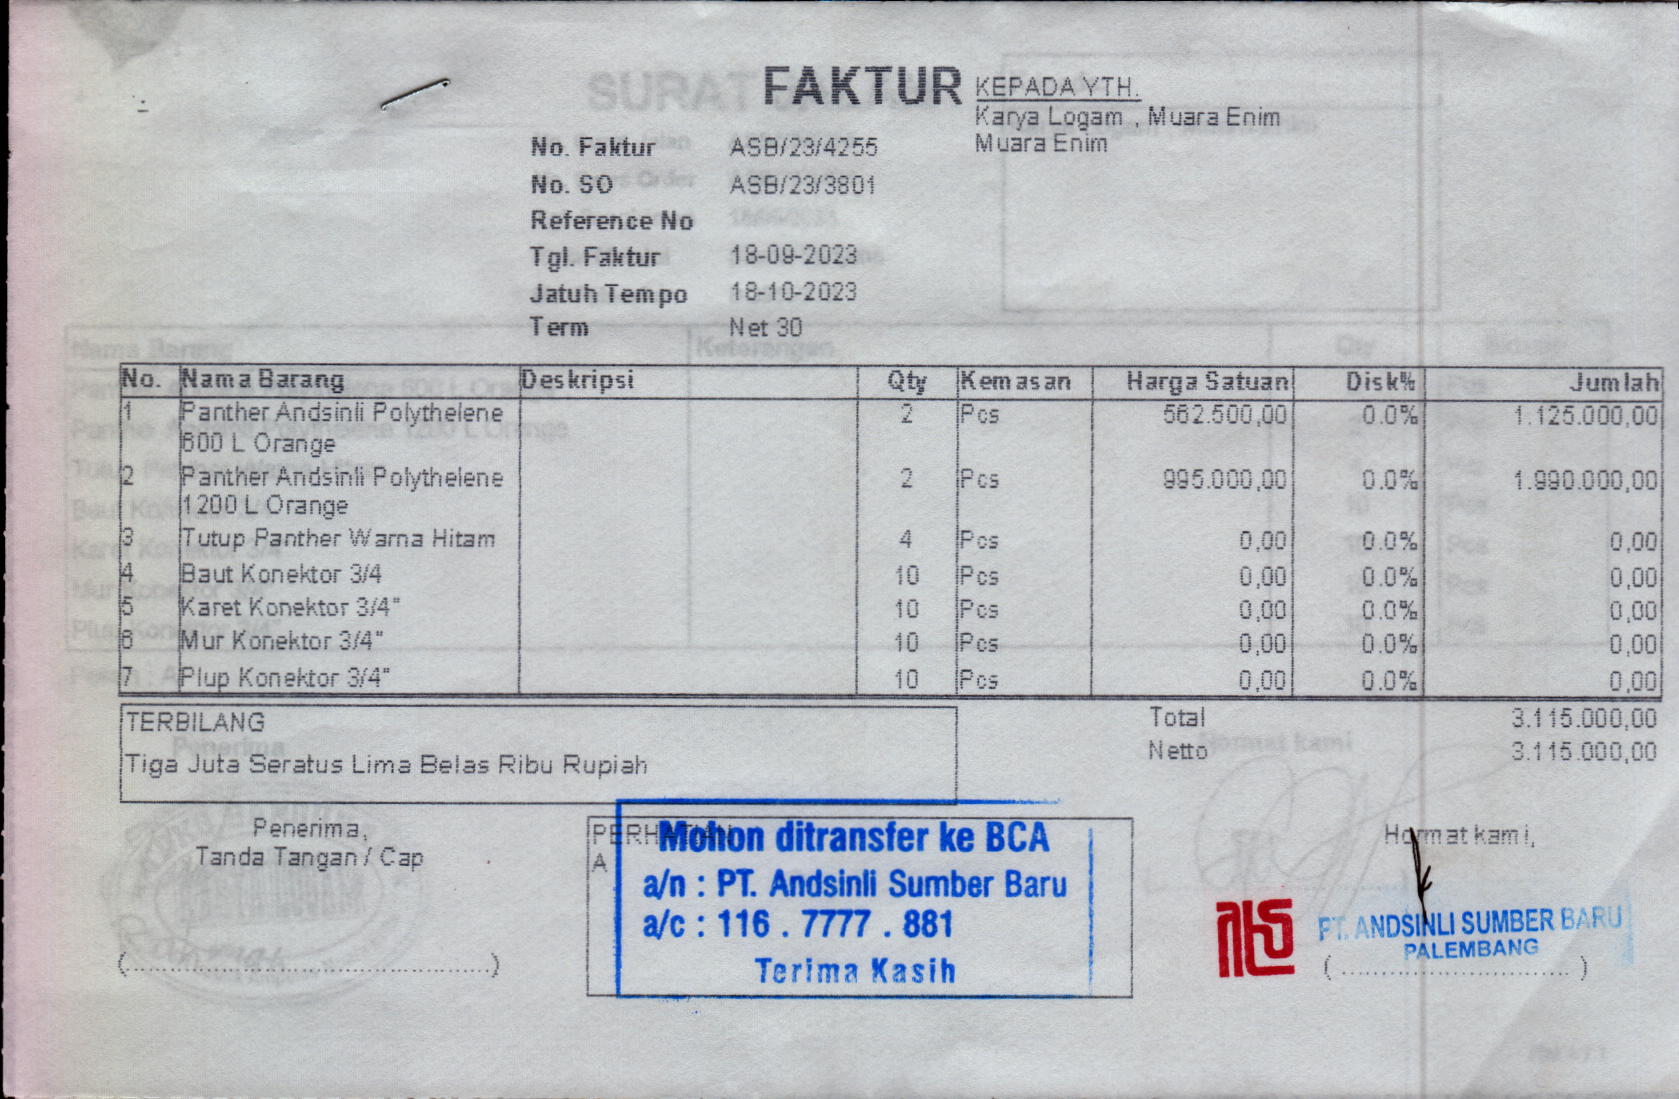 FAKTUR
KEPADA YTH.
Karya Logam , Muara Enim
Muara Enim
No. Faktur ASB/23/4255
No. SO ASB/23/3801
Reference No
Tgl. Faktur 18-09-2023
Jatuh Tempo 18-10-2023
Term Net 30
No. Nama Barang Deskripsi Qty Kemasan Harga Satuan Disk% Jumlah
1 Panther Andsinli Polythelene 2 Pcs 562.500,00 0.0% 1.125.000,00
600 L Orange
2 Panther Andsinli Polythelene 2 Pcs 995.000,00 0.0% 1.990.000,00
1200 L Orange
3 Tutup Panther Warna Hitam 4 Pcs 0,00 0.0% 0,00
4 Baut Konektor 3/4 10 Pcs 0,00 0.0% 0,00
5 Karet Konektor 3/4" 10 Pcs 0,00 0.0% 0,00
6 Mur Konektor 3/4" 10 Pcs 0,00 0.0% 0,00
7 Plup Konektor 3/4" 10 Pcs 0,00 0.0% 0,00
TERBILANG
Tiga Juta Seratus Lima Belas Ribu Rupiah
Total 3.115.000,00
Netto 3.115.000,00
Penerima,
Tanda Tangan / Cap
(..............................)
PERHATIAN
A
Mohon ditransfer ke BCA
a/n : PT. Andsinli Sumber Baru
a/c : 116 . 7777 . 881
Terima Kasih
Hormat kami,
PT. ANDSINLI SUMBER BARU
PALEMBANG
(..............................)